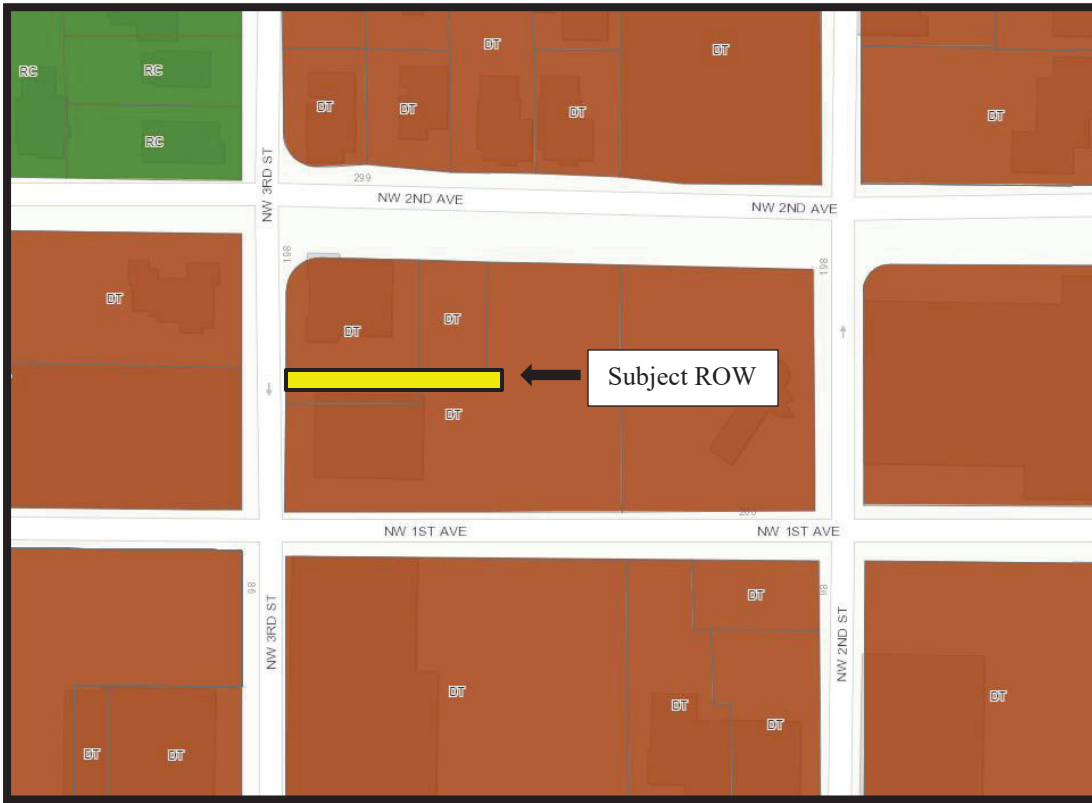 DT
DT
RC
RC
DT
DT
DT
DT
RC
NW 3RD ST
299
NW 2ND AVE
NW 2ND AVE
198
198
DT
DT
DT
Subject ROW
DT
NW 1ST AVE
NW 1ST AVE
98
98
NW 3RD ST
NW 2ND ST
DT
DT
DT
DT
DT
DT
DT